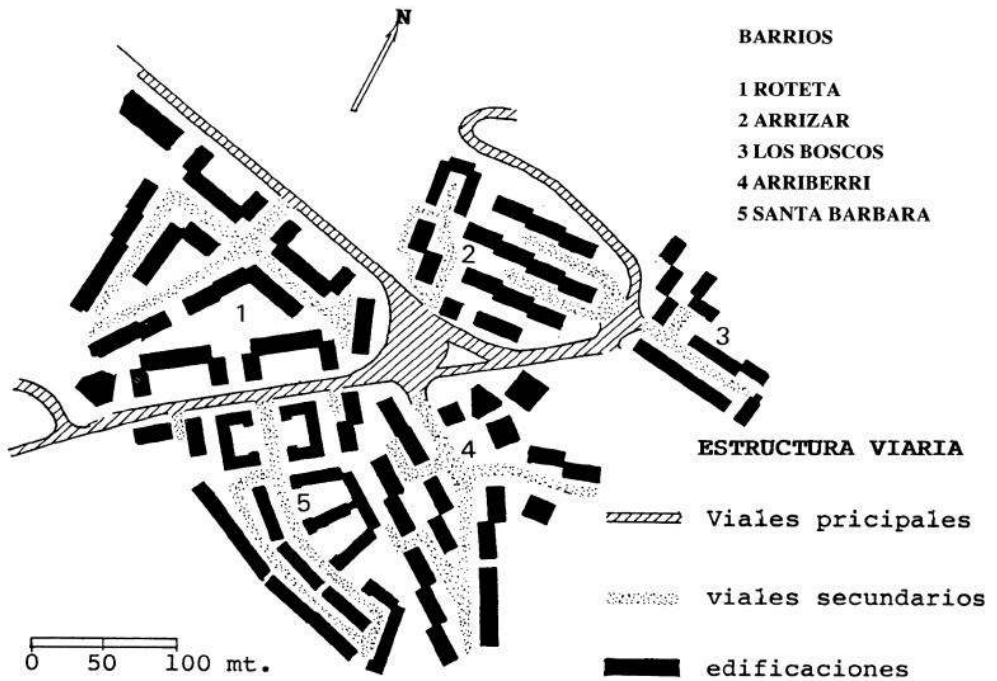 N
BARRIOS
1 ROTETA
2 ARRIZAR
3 LOS BOSCOS
4 ARRIBERRI
5 SANTA BARBARA
2
1
3
4
5
ESTRUCTURA VIARIA
Viales pricipales
viales secundarios
edificaciones
0 50 100 mt.